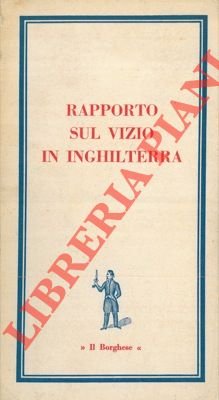 RAPPORTO
SUL VIZIO
IN INGHILTERRA
» Il Borghese «
LIBRERIA PIANI